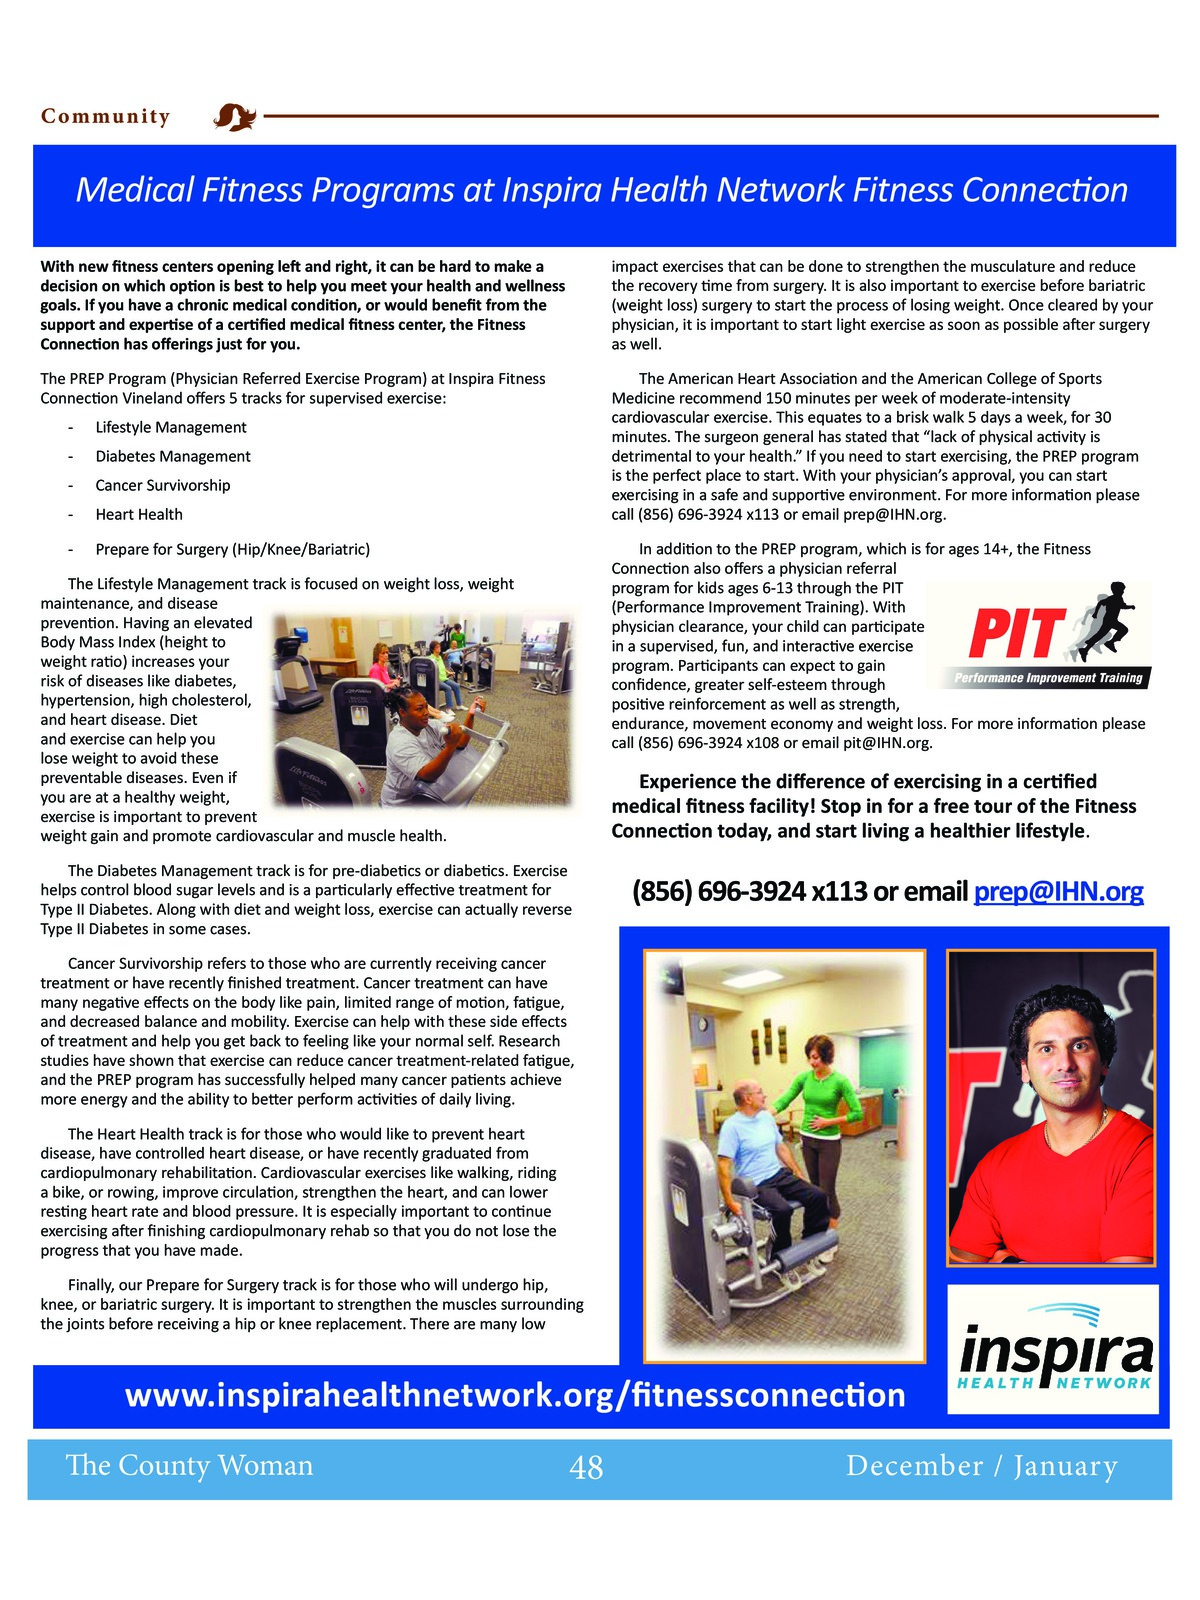 Community
Medical Fitness Programs at Inspira Health Network Fitness Connection
With new fitness centers opening left and right, it can be hard to make a
decision on which option is best to help you meet your health and wellness
goals. If you have a chronic medical condition, or would benefit from the
support and expertise of a certified medical fitness center, the Fitness
Connection has offerings just for you.
The PREP Program (Physician Referred Exercise Program) at Inspira Fitness
Connection Vineland offers 5 tracks for supervised exercise:
- Lifestyle Management
- Diabetes Management
- Cancer Survivorship
- Heart Health
- Prepare for Surgery (Hip/Knee/Bariatric)
The Lifestyle Management track is focused on weight loss, weight
maintenance, and disease
prevention. Having an elevated
Body Mass Index (height to
weight ratio) increases your
risk of diseases like diabetes,
hypertension, high cholesterol,
and heart disease. Diet
and exercise can help you
lose weight to avoid these
preventable diseases. Even if
you are at a healthy weight,
exercise is important to prevent
weight gain and promote cardiovascular and muscle health.
The Diabetes Management track is for pre-diabetics or diabetics. Exercise
helps control blood sugar levels and is a particularly effective treatment for
Type II Diabetes. Along with diet and weight loss, exercise can actually reverse
Type II Diabetes in some cases.
Cancer Survivorship refers to those who are currently receiving cancer
treatment or have recently finished treatment. Cancer treatment can have
many negative effects on the body like pain, limited range of motion, fatigue,
and decreased balance and mobility. Exercise can help with these side effects
of treatment and help you get back to feeling like your normal self. Research
studies have shown that exercise can reduce cancer treatment-related fatigue,
and the PREP program has successfully helped many cancer patients achieve
more energy and the ability to better perform activities of daily living.
The Heart Health track is for those who would like to prevent heart
disease, have controlled heart disease, or have recently graduated from
cardiopulmonary rehabilitation. Cardiovascular exercises like walking, riding
a bike, or rowing, improve circulation, strengthen the heart, and can lower
resting heart rate and blood pressure. It is especially important to continue
exercising after finishing cardiopulmonary rehab so that you do not lose the
progress that you have made.
Finally, our Prepare for Surgery track is for those who will undergo hip,
knee, or bariatric surgery. It is important to strengthen the muscles surrounding
the joints before receiving a hip or knee replacement. There are many low
impact exercises that can be done to strengthen the musculature and reduce
the recovery time from surgery. It is also important to exercise before bariatric
(weight loss) surgery to start the process of losing weight. Once cleared by your
physician, it is important to start light exercise as soon as possible after surgery
as well.
The American Heart Association and the American College of Sports
Medicine recommend 150 minutes per week of moderate-intensity
cardiovascular exercise. This equates to a brisk walk 5 days a week, for 30
minutes. The surgeon general has stated that “lack of physical activity is
detrimental to your health.” If you need to start exercising, the PREP program
is the perfect place to start. With your physician’s approval, you can start
exercising in a safe and supportive environment. For more information please
call (856) 696-3924 x113 or email prep@IHN.org.
In addition to the PREP program, which is for ages 14+, the Fitness
Connection also offers a physician referral
program for kids ages 6-13 through the PIT
(Performance Improvement Training). With
physician clearance, your child can participate
in a supervised, fun, and interactive exercise
program. Participants can expect to gain
confidence, greater self-esteem through
positive reinforcement as well as strength,
endurance, movement economy and weight loss. For more information please
call (856) 696-3924 x108 or email pit@IHN.org.
PIT
Performance Improvement Training
Experience the difference of exercising in a certified
medical fitness facility! Stop in for a free tour of the Fitness
Connection today, and start living a healthier lifestyle.
(856) 696-3924 x113 or email prep@IHN.org
inspira
HEALTH NETWORK
www.inspirahealthnetwork.org/fitnessconnection
The County Woman
48
December / January